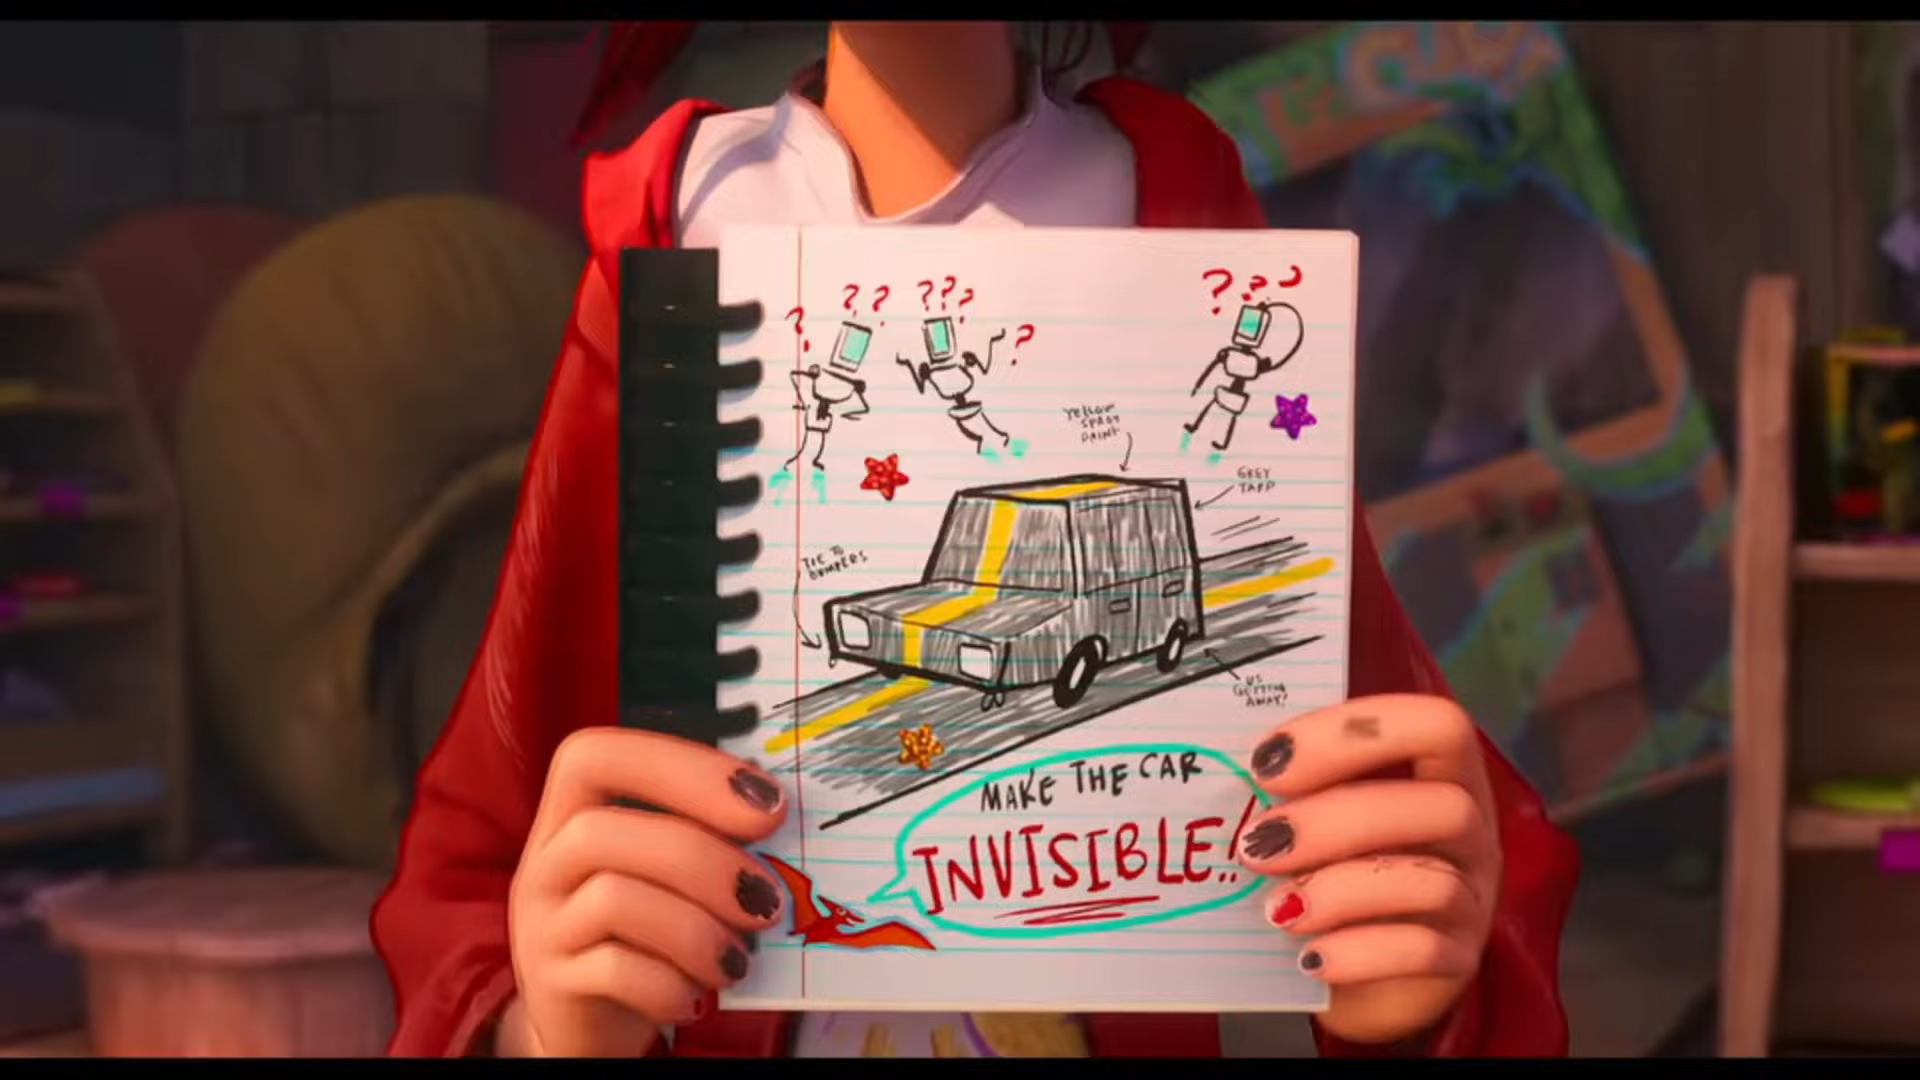 ? ? ? ? ? ? ? ? ? ?
YELLOW
SPRAY
PAINT
GREY
TARP
TIE TO
BUMPERS
US
GETTING
AWAY!
MAKE THE CAR
INVISIBLE!..